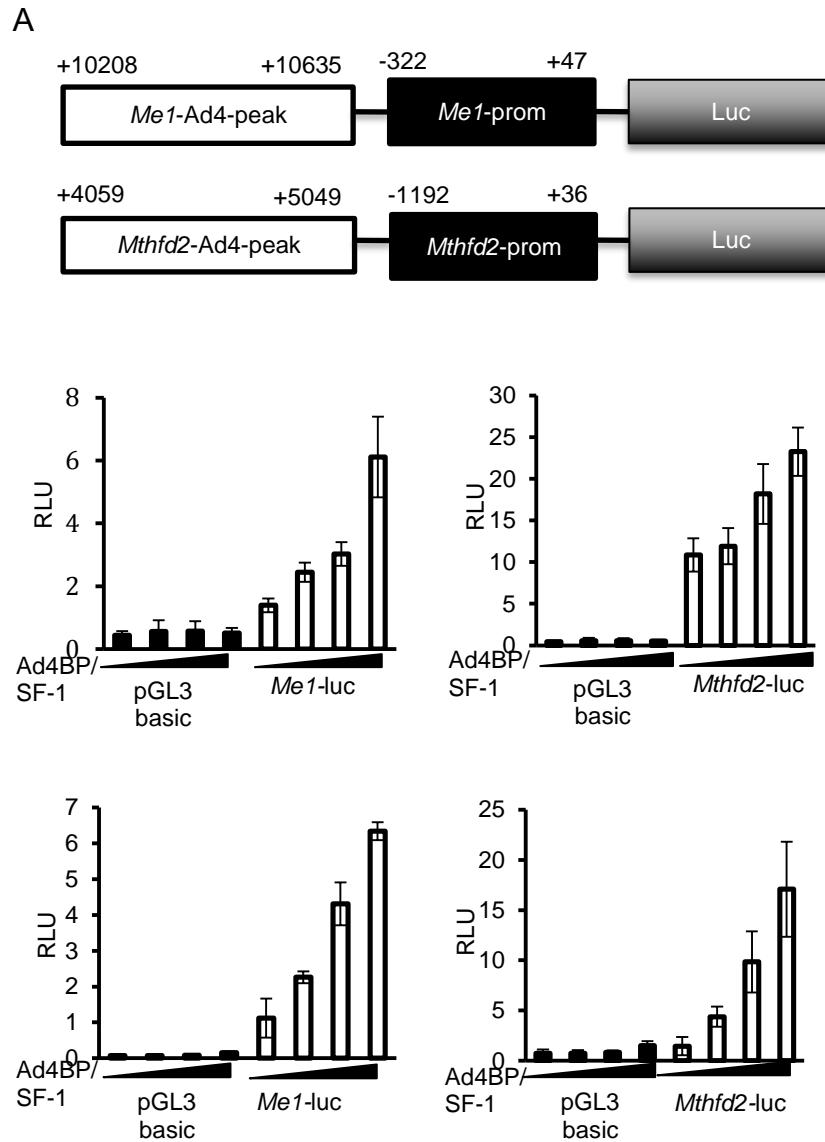 A
+10208 +10635 -322 +47
Me1-Ad4-peak Me1-prom Luc
+4059 +5049 -1192 +36
Mthfd2-Ad4-peak Mthfd2-prom Luc
8
6
4
2
0
RLU
Ad4BP/
SF-1
pGL3
basic
Me1-luc
30
25
20
15
10
5
0
RLU
Ad4BP/
SF-1
pGL3
basic
Mthfd2-luc
7
6
5
4
3
2
1
0
RLU
Ad4BP/
SF-1
pGL3
basic
Me1-luc
25
20
15
10
5
0
RLU
Ad4BP/
SF-1
pGL3
basic
Mthfd2-luc